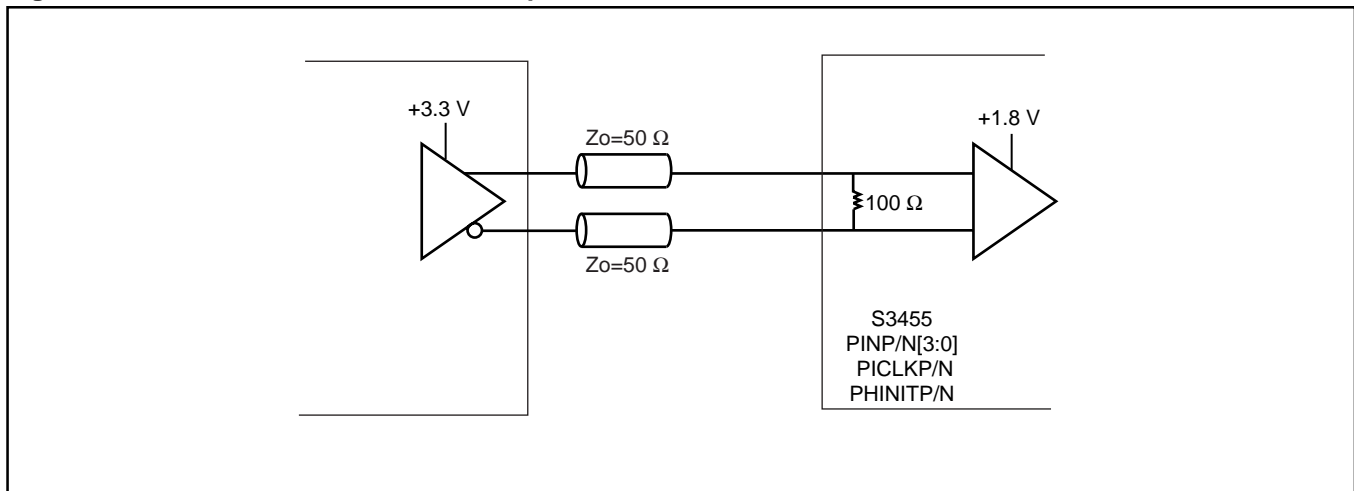 +3.3 V
Zo=50 Ω
+1.8 V
100 Ω
Zo=50 Ω
S3455
PINP/N[3:0]
PICLKP/N
PHINITP/N